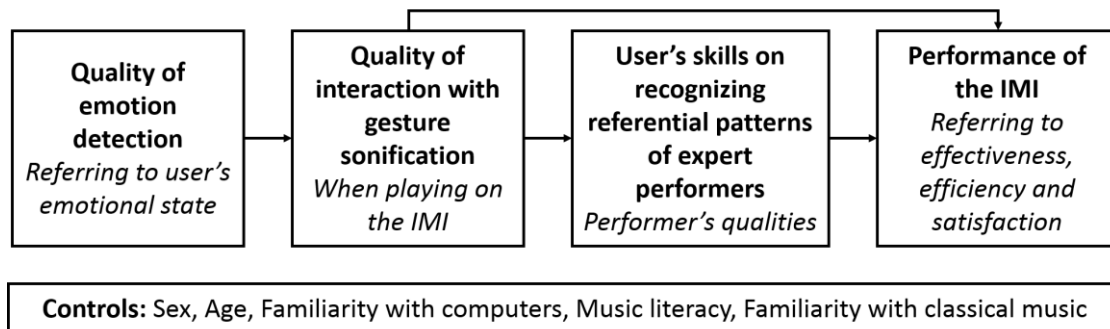 Quality of
emotion
detection
Referring to user's
emotional state
Quality of
interaction with
gesture
sonification
When playing on
the IMI
User's skills on
recognizing
referential patterns
of expert
performers
Performer's qualities
Performance of
the IMI
Referring to
effectiveness,
efficiency and
satisfaction
Controls: Sex, Age, Familiarity with computers, Music literacy, Familiarity with classical music